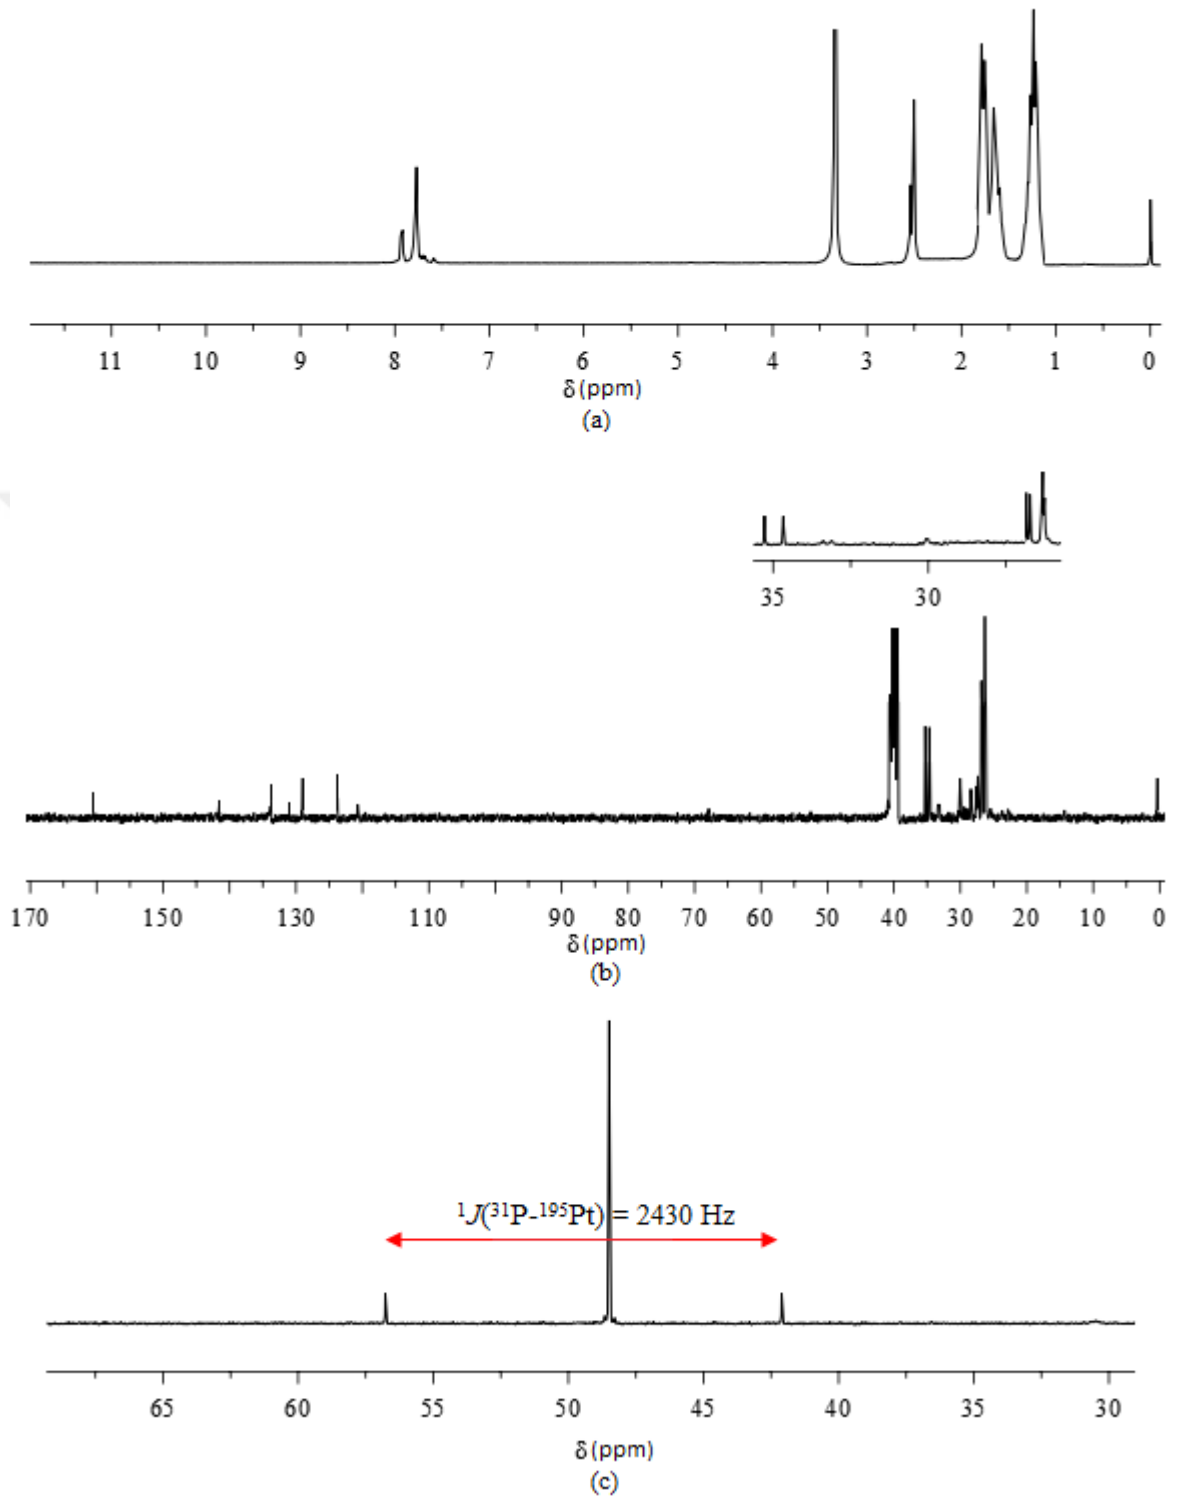 11 10 9 8 7 6 5 4 3 2 1 0
δ (ppm)
(a)
35 30
170 150 130 110 90 80 70 60 50 40 30 20 10 0
δ (ppm)
(b)
¹J(³¹P-¹⁹⁵Pt) = 2430 Hz
65 60 55 50 45 40 35 30
δ (ppm)
(c)